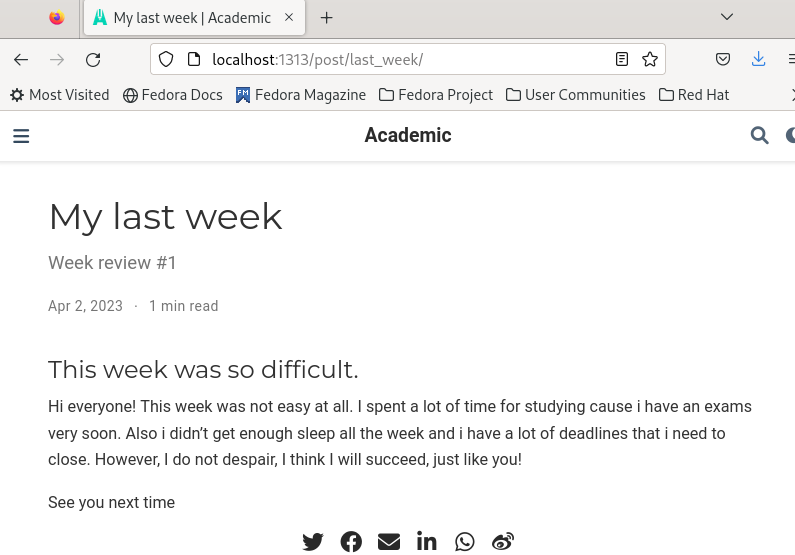 My last week | Academic
localhost:1313/post/last_week/
Most Visited Fedora Docs Fedora Magazine Fedora Project User Communities Red Hat
Academic
My last week
Week review #1
Apr 2, 2023 · 1 min read
This week was so difficult.
Hi everyone! This week was not easy at all. I spent a lot of time for studying cause i have an exams
very soon. Also i didn’t get enough sleep all the week and i have a lot of deadlines that i need to
close. However, I do not despair, I think I will succeed, just like you!
See you next time